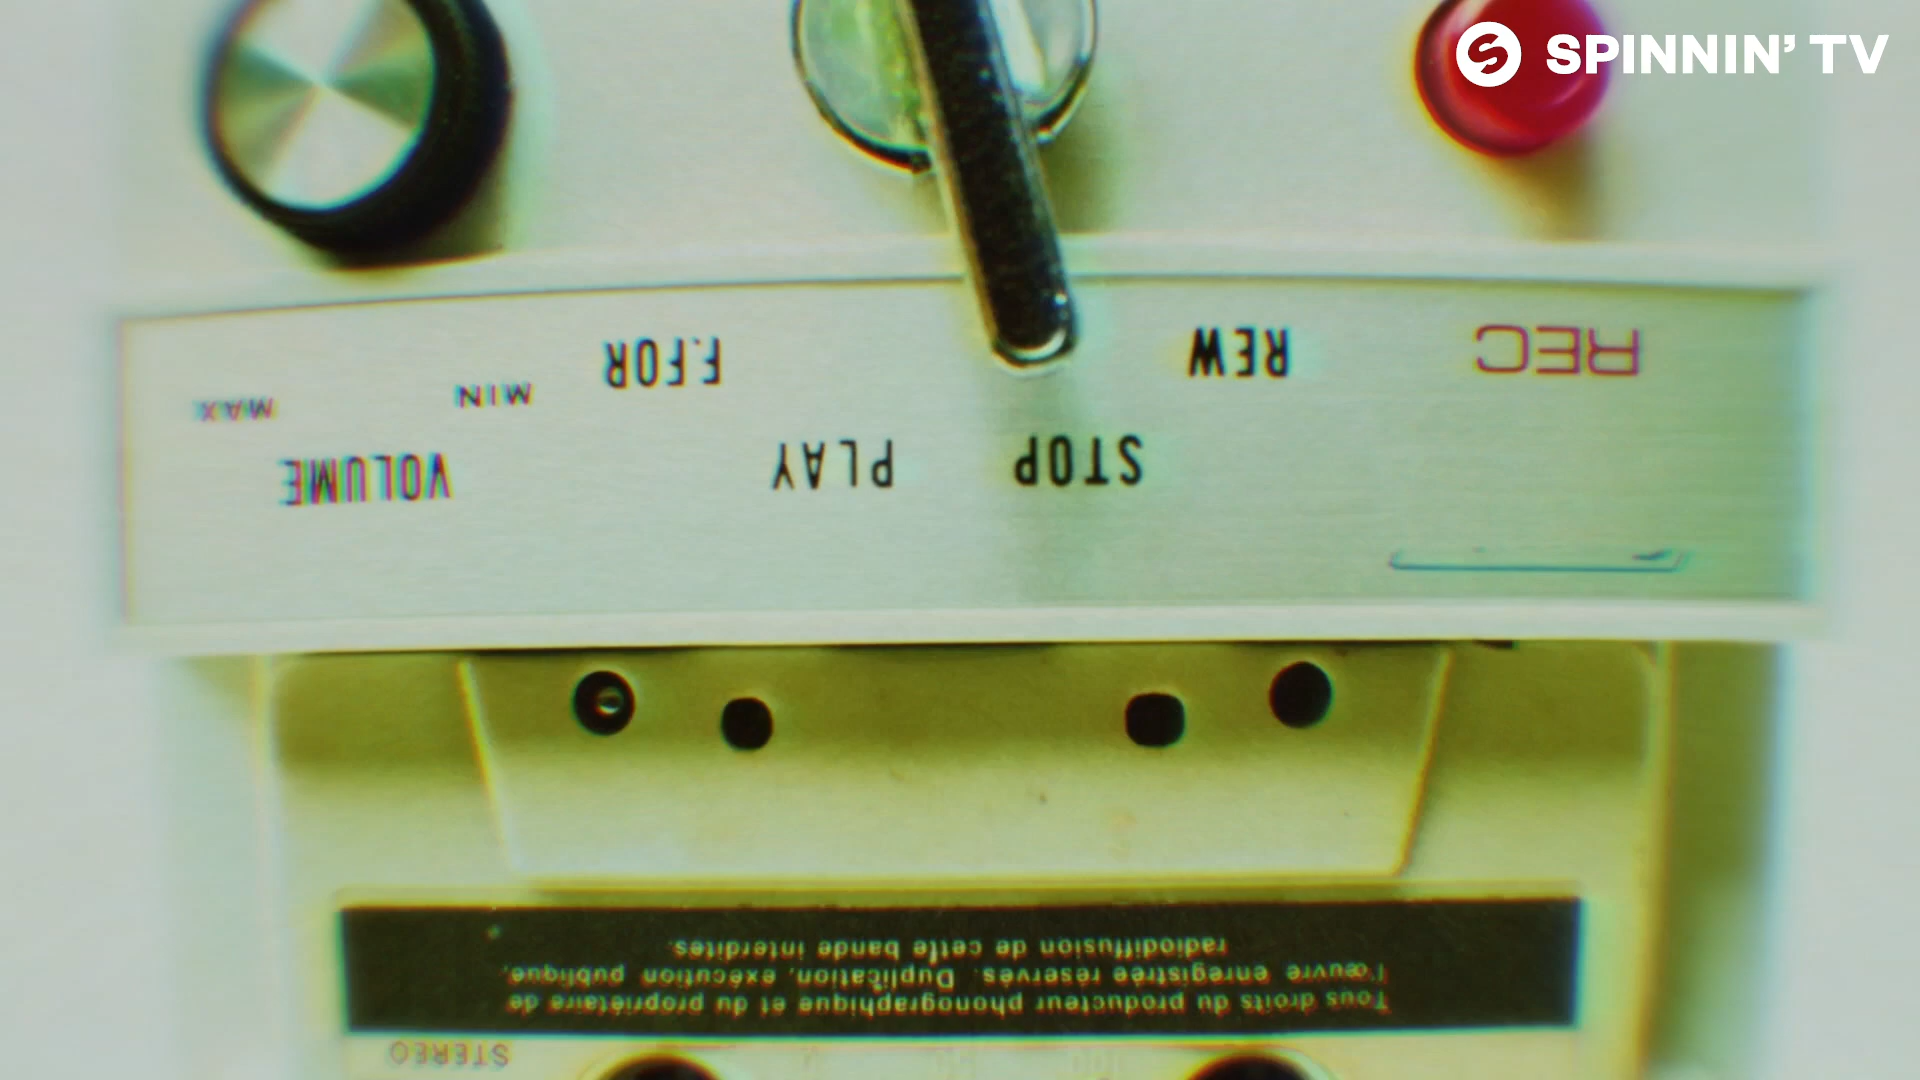 SPINNIN' TV
REC
REW
F.FOR
MIN
MAX
STOP
PLAY
VOLUME
Tous droits du producteur phonographique et du propriétaire de
l'œuvre enregistrée réservés. Duplication, exécution publique,
radiodiffusion de cette bande interdites.
STEREO